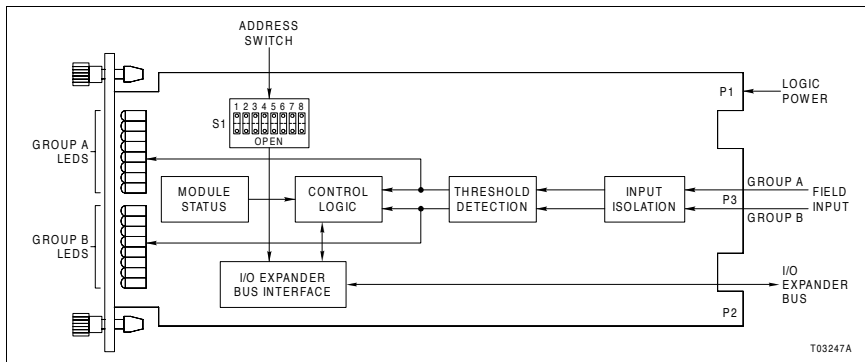 ADDRESS
SWITCH
P1
LOGIC
POWER
1 2 3 4 5 6 7 8
S1
OPEN
GROUP A
LEDS
MODULE
STATUS
CONTROL
LOGIC
THRESHOLD
DETECTION
INPUT
ISOLATION
GROUP A
P3
FIELD
INPUT
GROUP B
GROUP B
LEDS
I/O EXPANDER
BUS INTERFACE
I/O
EXPANDER
BUS
P2
T03247A